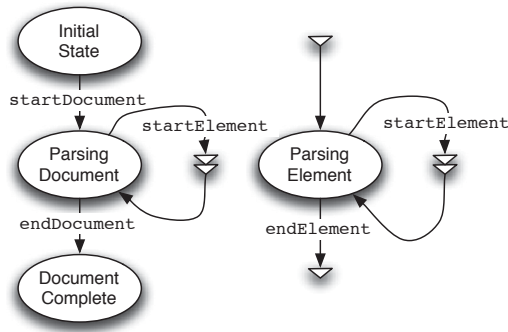 Initial
State
startDocument
startElement
Parsing
Document
endDocument
Document
Complete
startElement
Parsing
Element
endElement